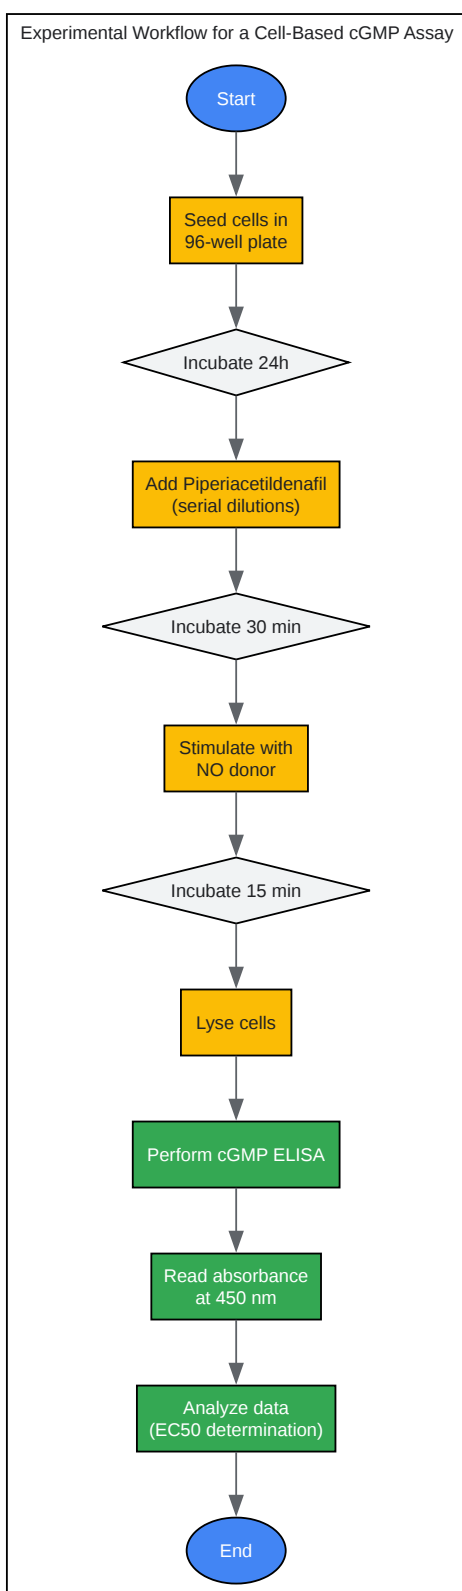 Experimental Workflow for a Cell-Based cGMP Assay
Start
Seed cells in
96-well plate
Incubate 24h
Add Piperiacetildenafil
(serial dilutions)
Incubate 30 min
Stimulate with
NO donor
Incubate 15 min
Lyse cells
Perform cGMP ELISA
Read absorbance
at 450 nm
Analyze data
(EC50 determination)
End